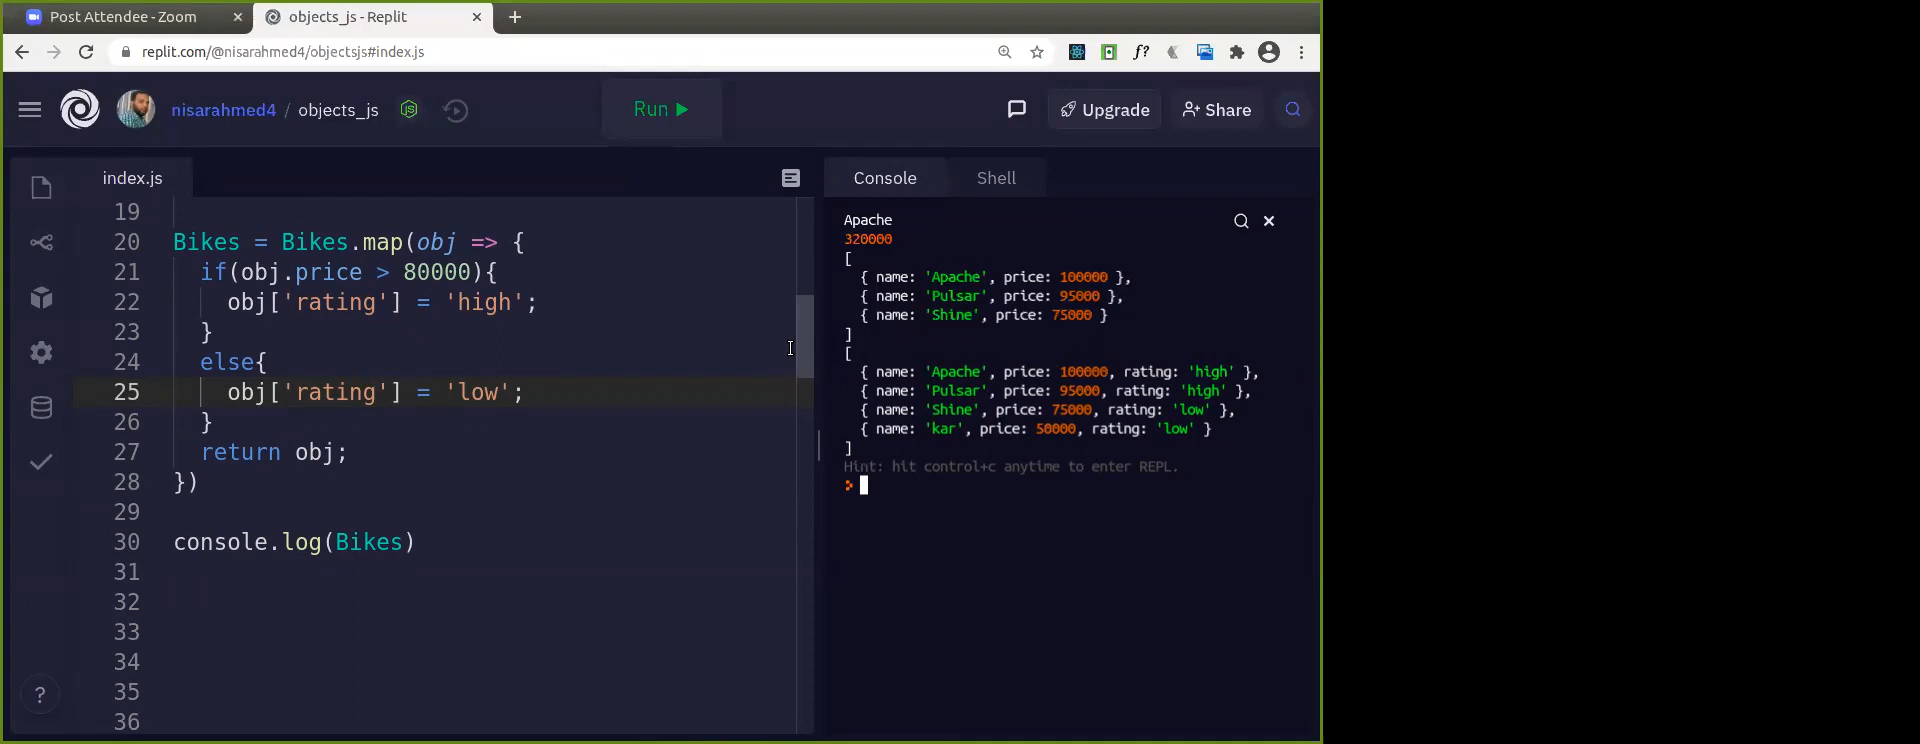 Post Attendee - Zoom
objects_js - Replit
replit.com/@nisarahmed4/objectsjs#index.js
f?
nisarahmed4 / objects_js
Run
Upgrade
Share
index.js
19
20 Bikes = Bikes.map(obj => {
21 if(obj.price > 80000){
22 obj['rating'] = 'high';
23 }
24 else{
25 obj['rating'] = 'low';
26 }
27 return obj;
28 })
29
30 console.log(Bikes)
31
32
33
34
35
36
?
Console
Shell
Apache
320000
[
{ name: 'Apache', price: 100000 },
{ name: 'Pulsar', price: 95000 },
{ name: 'Shine', price: 75000 }
]
[
{ name: 'Apache', price: 100000, rating: 'high' },
{ name: 'Pulsar', price: 95000, rating: 'high' },
{ name: 'Shine', price: 75000, rating: 'low' },
{ name: 'kar', price: 50000, rating: 'low' }
]
Hint: hit control+c anytime to enter REPL.
>